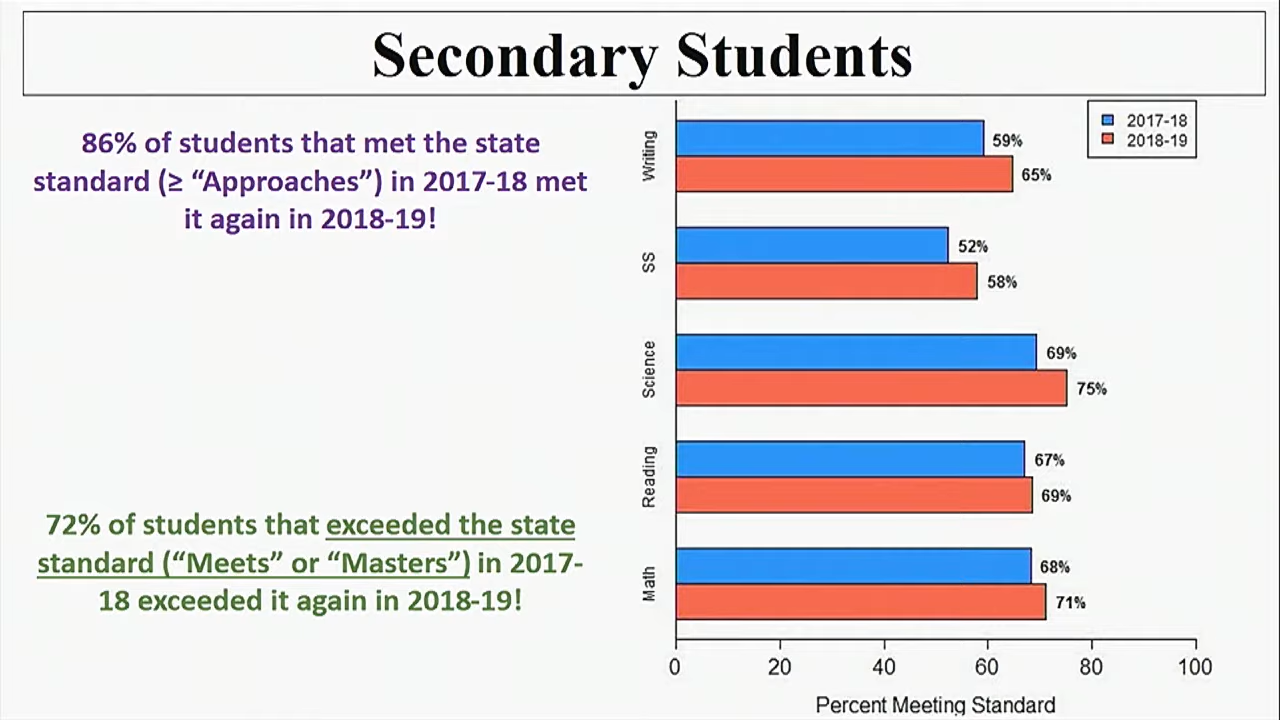 Secondary Students
86% of students that met the state
standard (≥ “Approaches”) in 2017-18 met
it again in 2018-19!
72% of students that exceeded the state
standard (“Meets” or “Masters”) in 2017-
18 exceeded it again in 2018-19!
2017-18
2018-19
Writing
59%
65%
SS
52%
58%
Science
69%
75%
Reading
67%
69%
Math
68%
71%
0 20 40 60 80 100
Percent Meeting Standard